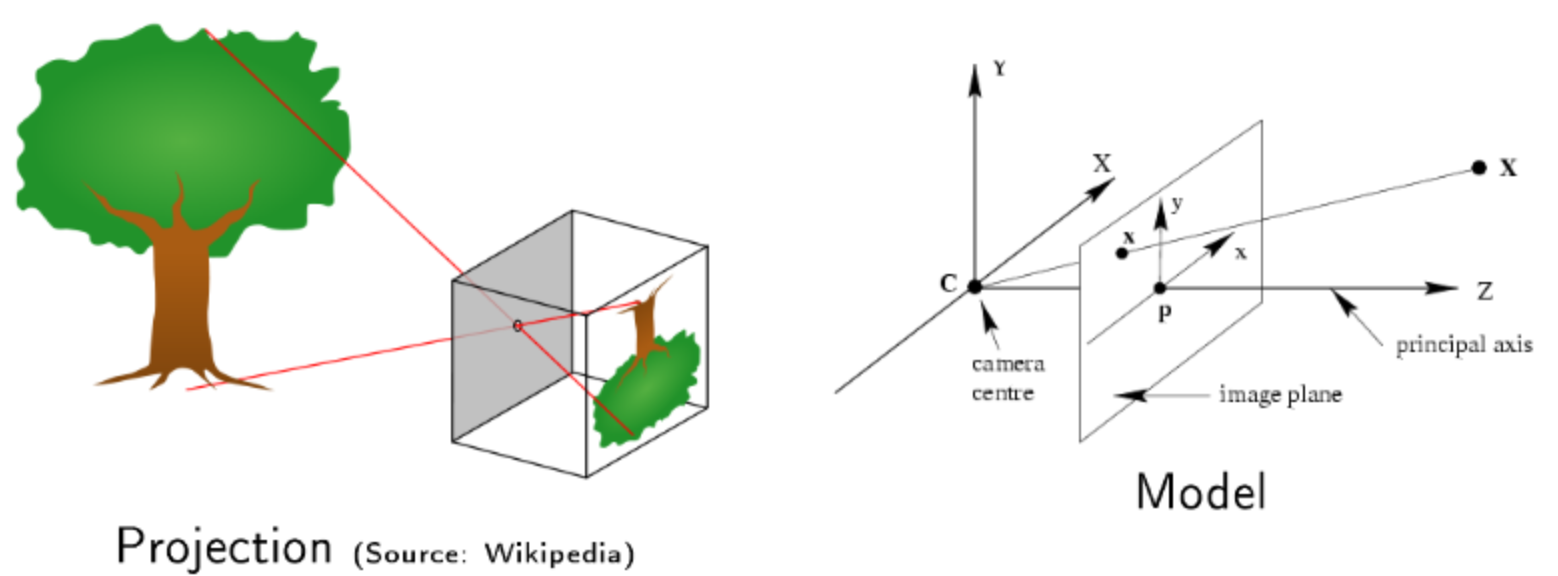 Y
X
X
y
x
x
C
Z
p
principal axis
camera
centre
image plane
Model
Projection (Source: Wikipedia)